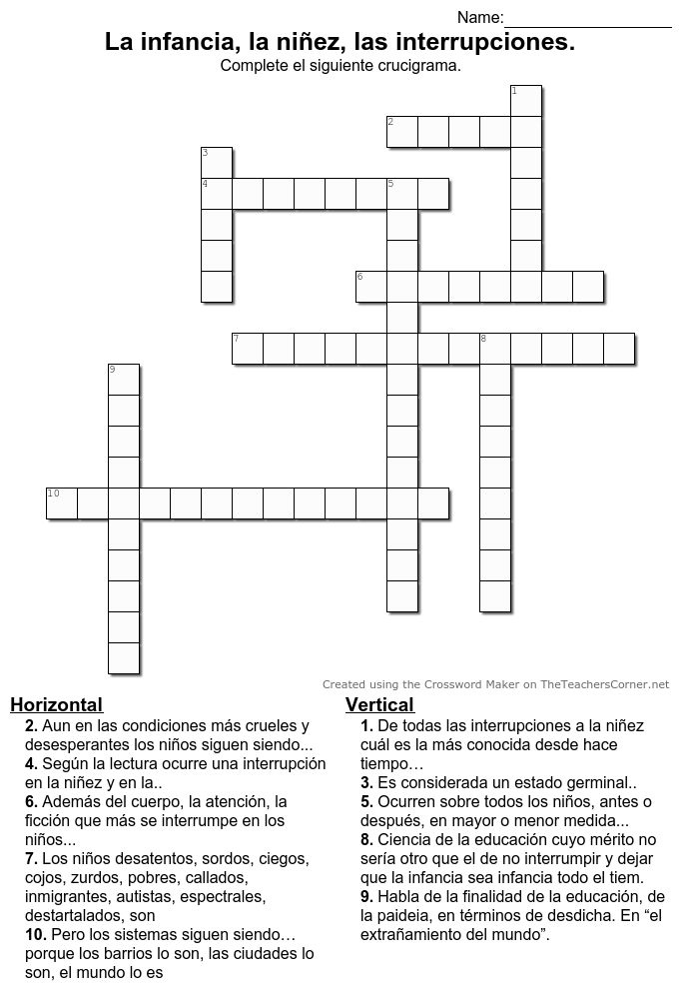 Name:
La infancia, la niñez, las interrupciones.
Complete el siguiente crucigrama.
1
2
3
4 5
6
7 8
9
10
Created using the Crossword Maker on TheTeachersCorner.net
Horizontal
2. Aun en las condiciones más crueles y
desesperantes los niños siguen siendo...
4. Según la lectura ocurre una interrupción
en la niñez y en la..
6. Además del cuerpo, la atención, la
ficción que más se interrumpe en los
niños...
7. Los niños desatentos, sordos, ciegos,
cojos, zurdos, pobres, callados,
inmigrantes, autistas, espectrales,
destartalados, son
10. Pero los sistemas siguen siendo…
porque los barrios lo son, las ciudades lo
son, el mundo lo es
Vertical
1. De todas las interrupciones a la niñez
cuál es la más conocida desde hace
tiempo…
3. Es considerada un estado germinal..
5. Ocurren sobre todos los niños, antes o
después, en mayor o menor medida...
8. Ciencia de la educación cuyo mérito no
sería otro que el de no interrumpir y dejar
que la infancia sea infancia todo el tiem.
9. Habla de la finalidad de la educación, de
la paideia, en términos de desdicha. En “el
extrañamiento del mundo”.